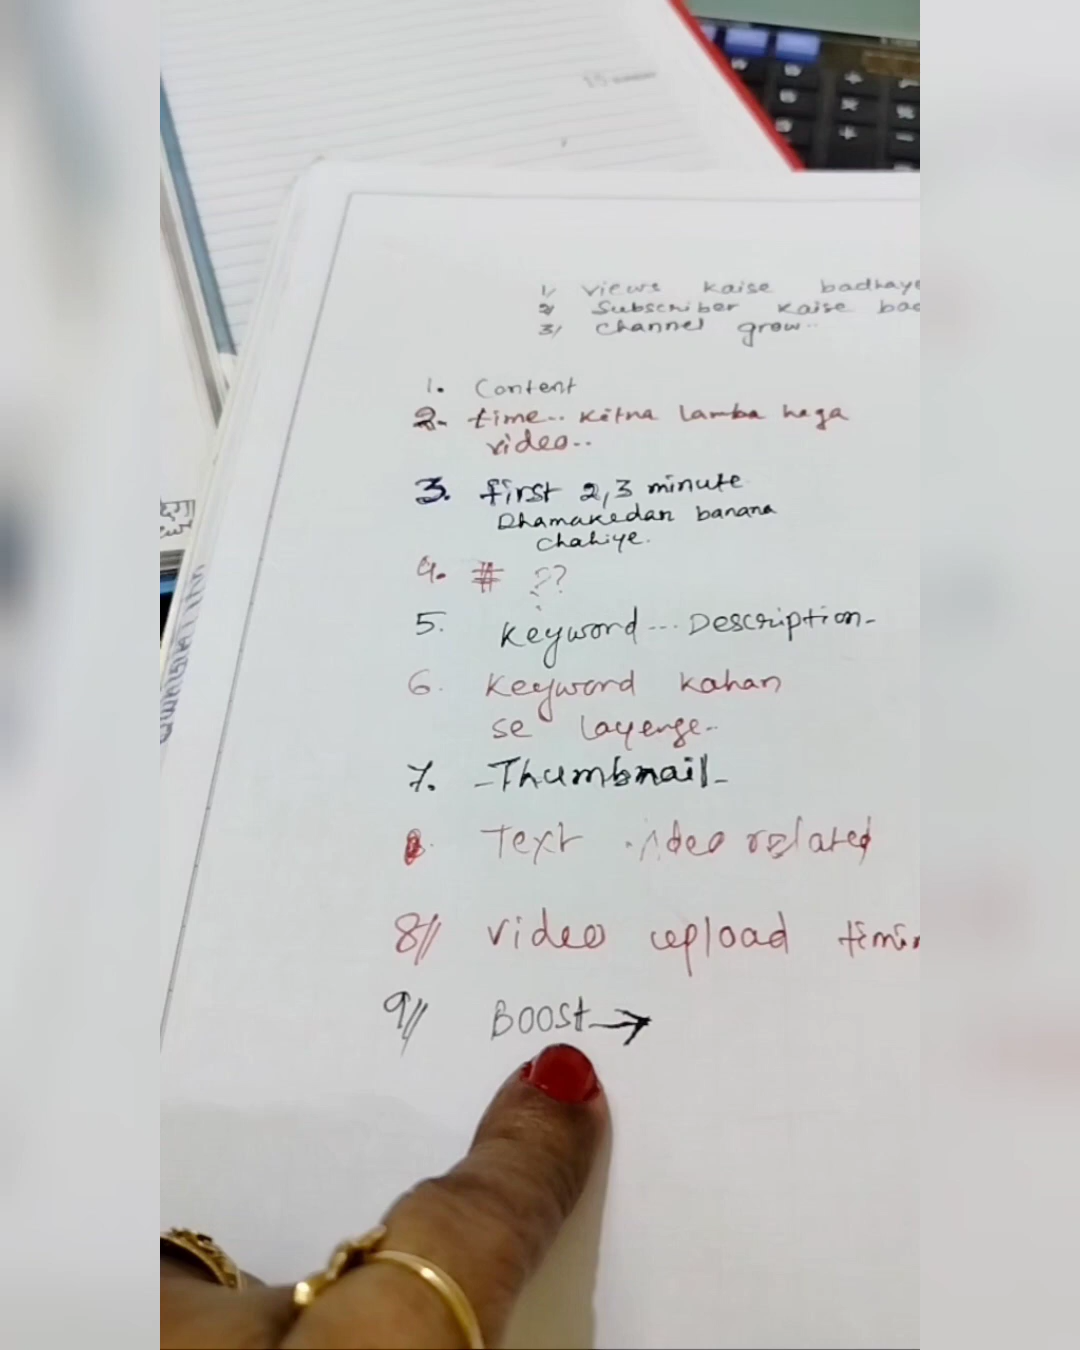 1/ views kaise badhaye
2/ Subscriber kaise bad
3/ channel grow..
1. Content
2. time.. Kitna Lamba hoga
video..
3. first 2,3 minute
Dhamakedar banana
chahiye.
4. # ??
5. Keyword... Description-
6. Keyword kahan
se layenge..
7. -Thumbnail-
Text video related
8// video upload timin
9// BOOST→